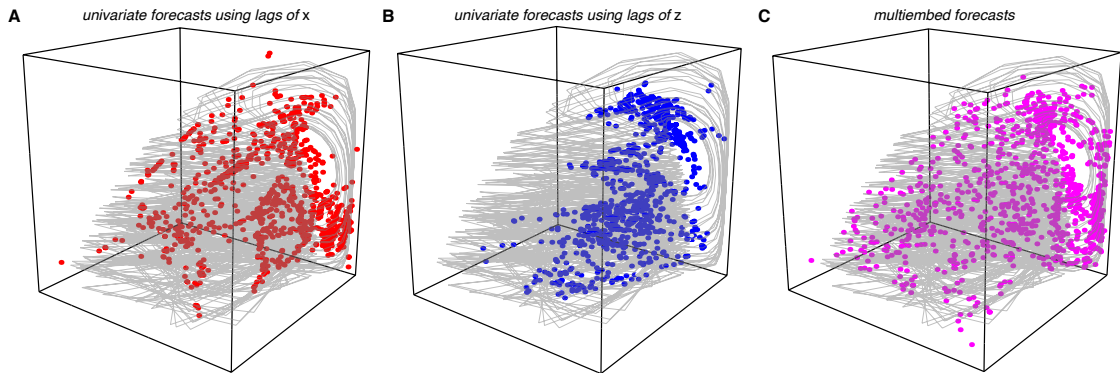 A univariate forecasts using lags of x
B univariate forecasts using lags of z
C multiembed forecasts